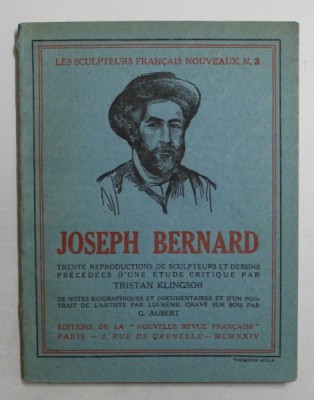 LES SCULPTEURS FRANÇAIS NOUVEAUX, N. 2
JOSEPH BERNARD
TRENTE REPRODUCTIONS DE SCULPTEURS ET DESSINS
PRÉCÉDÉES D'UNE ETUDE CRITIQUE PAR
TRISTAN KLINGSOR
DE NOTES BIOGRAPHIQUES ET DOCUMENTAIRES ET D'UN POR-
TRAIT DE L'ARTISTE PAR LUI-MÊME, GRAVÉ SUR BOIS PAR
G. AUBERT
ÉDITIONS DE LA "NOUVELLE REVUE FRANÇAISE"
PARIS — 3, RUE DE GRENELLE — MCMXXIV